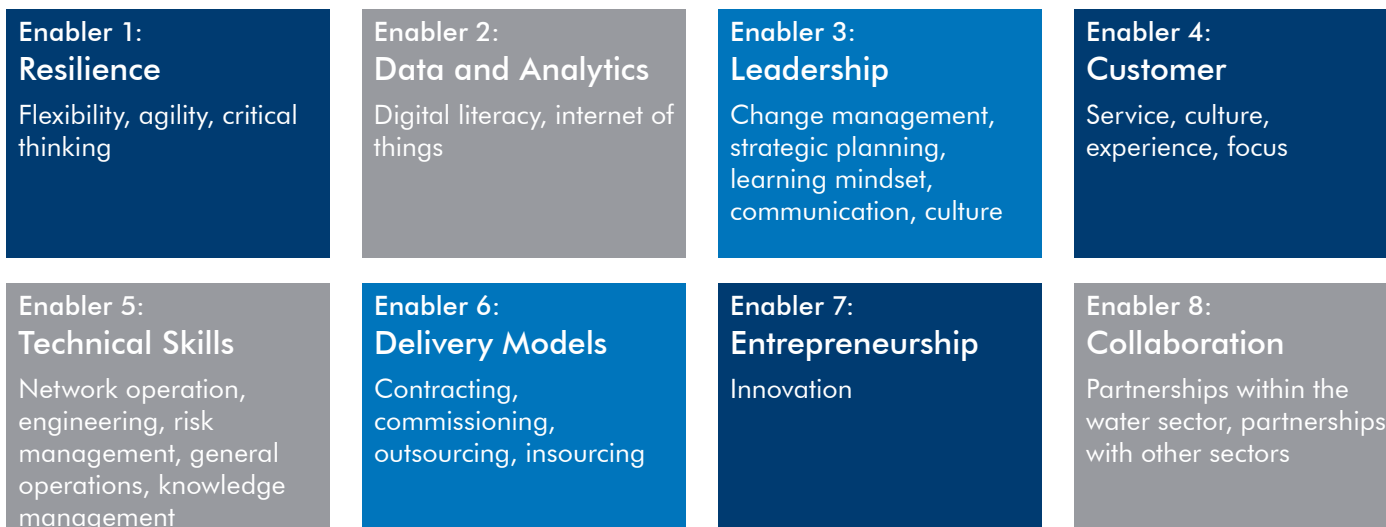 Enabler 1:
Resilience
Flexibility, agility, critical
thinking
Enabler 2:
Data and Analytics
Digital literacy, internet of
things
Enabler 3:
Leadership
Change management,
strategic planning,
learning mindset,
communication, culture
Enabler 4:
Customer
Service, culture,
experience, focus
Enabler 5:
Technical Skills
Network operation,
engineering, risk
management, general
operations, knowledge
management
Enabler 6:
Delivery Models
Contracting,
commissioning,
outsourcing, insourcing
Enabler 7:
Entrepreneurship
Innovation
Enabler 8:
Collaboration
Partnerships within the
water sector, partnerships
with other sectors